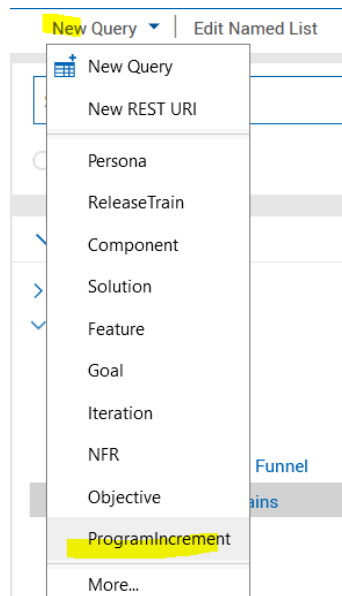 New Query Edit Named List
New Query
New REST URI
Persona
ReleaseTrain
Component
Solution
Feature
Goal
Iteration
NFR
Funnel
Objective
ains
ProgramIncrement
More...